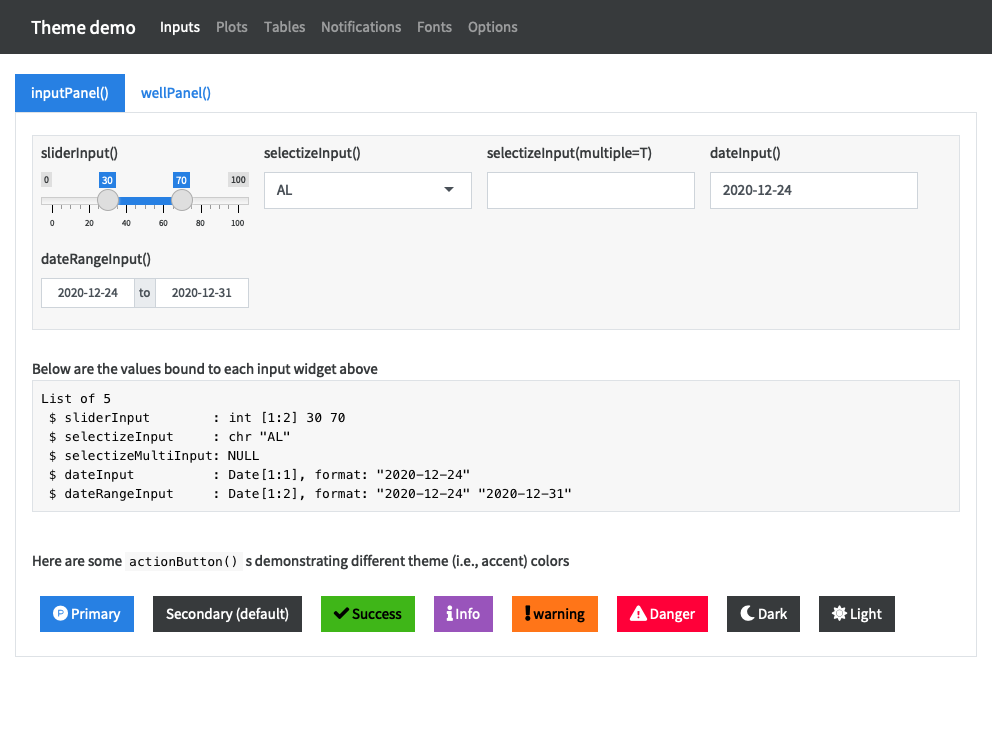 Theme demo Inputs Plots Tables Notifications Fonts Options
inputPanel() wellPanel()
sliderInput() selectizeInput() selectizeInput(multiple=T) dateInput()
0 30 70 100
AL 2020-12-24
0 20 40 60 80 100
dateRangeInput()
2020-12-24 to 2020-12-31
Below are the values bound to each input widget above
List of 5
$ sliderInput : int [1:2] 30 70
$ selectizeInput : chr "AL"
$ selectizeMultiInput: NULL
$ dateInput : Date[1:1], format: "2020-12-24"
$ dateRangeInput : Date[1:2], format: "2020-12-24" "2020-12-31"
Here are some actionButton() s demonstrating different theme (i.e., accent) colors
Primary Secondary (default) Success Info warning Danger Dark Light